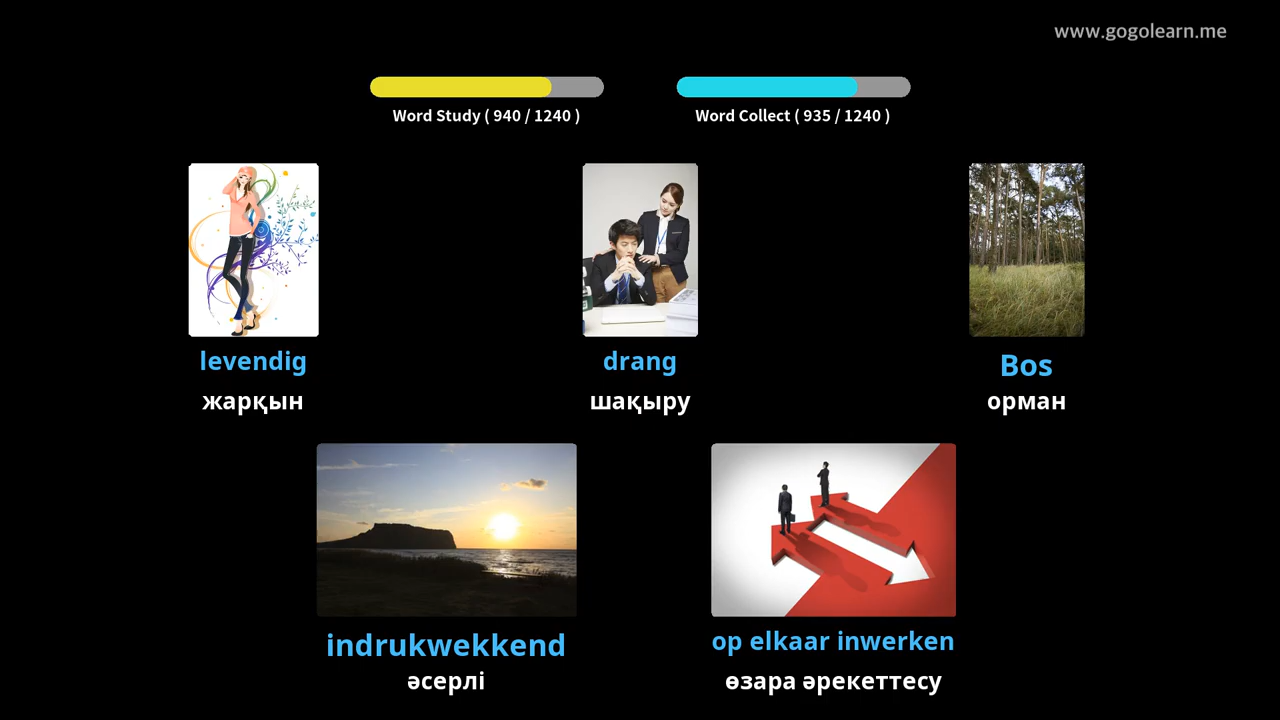 www.gogolearn.me
Word Study ( 940 / 1240 )
Word Collect ( 935 / 1240 )
levendig
жарқын
drang
шақыру
Bos
орман
indrukwekkend
әсерлі
op elkaar inwerken
өзара әрекеттесу